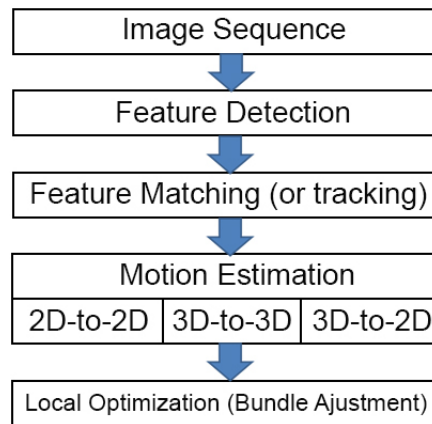 Image Sequence
Feature Detection
Feature Matching (or tracking)
Motion Estimation
2D-to-2D 3D-to-3D 3D-to-2D
Local Optimization (Bundle Ajustment)